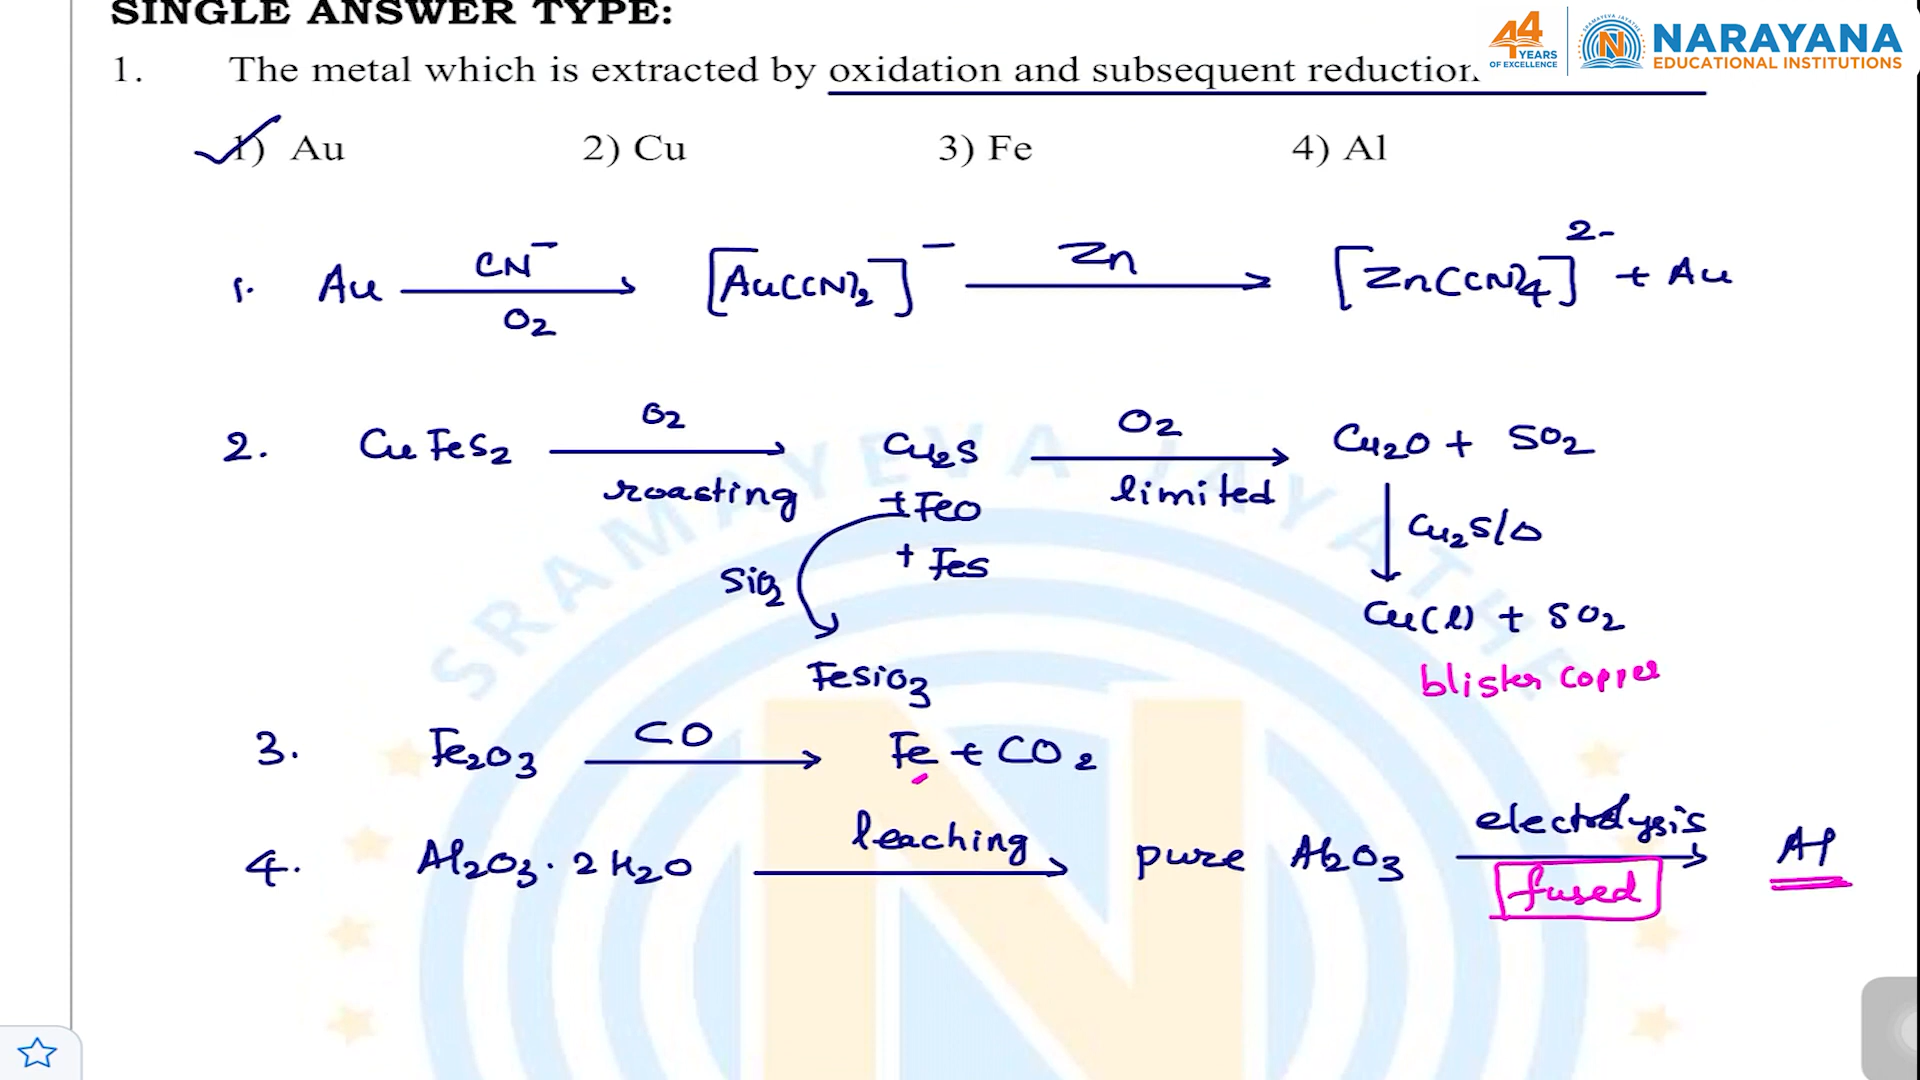 SINGLE ANSWER TYPE:
44 YEARS OF EXCELLENCE
NARAYANA
EDUCATIONAL INSTITUTIONS
1. The metal which is extracted by oxidation and subsequent reduction
1) Au 2) Cu 3) Fe 4) Al
1. Au CN⁻ O2 [Au(CN)2]⁻ Zn [Zn(CN)4]2- + Au
2. CuFeS2 O2 roasting Cu2S + FeO + FeS O2 limited Cu2O + SO2
SiO2
FeSiO3
Cu2S/Δ
Cu(l) + SO2
blister copper
3. Fe2O3 CO Fe + CO2
4. Al2O3. 2H2O leaching pure Al2O3 electrolysis fused Al
SRAMAYEVA JAYATHE
N